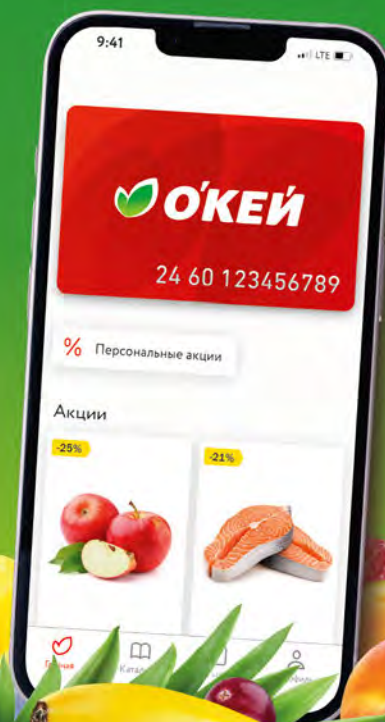 9:41
LTE
О'КЕЙ
24 60 123456789
% Персональные акции
Акции
-25%
-21%